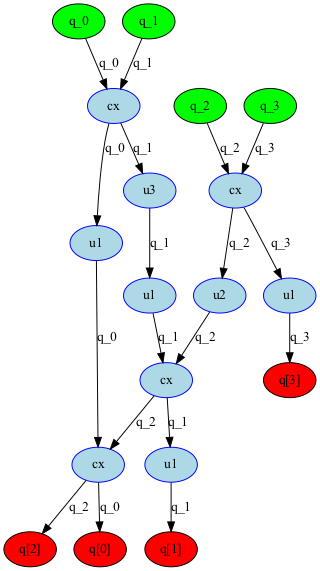 q_0 q_1
q_0 q_1
cx q_2 q_3
q_0 q_1 q_2 q_3
u3 cx
u1 q_1 q_2 q_3
u1 u2 u1
q_0 q_1 q_2 q_3
cx q[3]
q_2 q_1
cx u1
q_2 q_0 q_1
q[2] q[0] q[1]